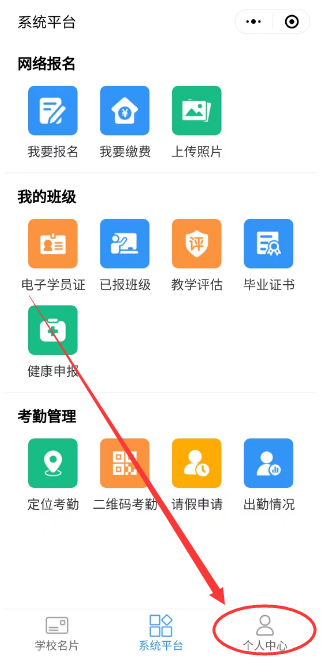 系统平台
网络报名
我要报名 我要缴费 上传照片
我的班级
评
电子学员证 已报班级 教学评估 毕业证书
健康申报
考勤管理
定位考勤 二维码考勤 请假申请 出勤情况
学校名片 系统平台 个人中心